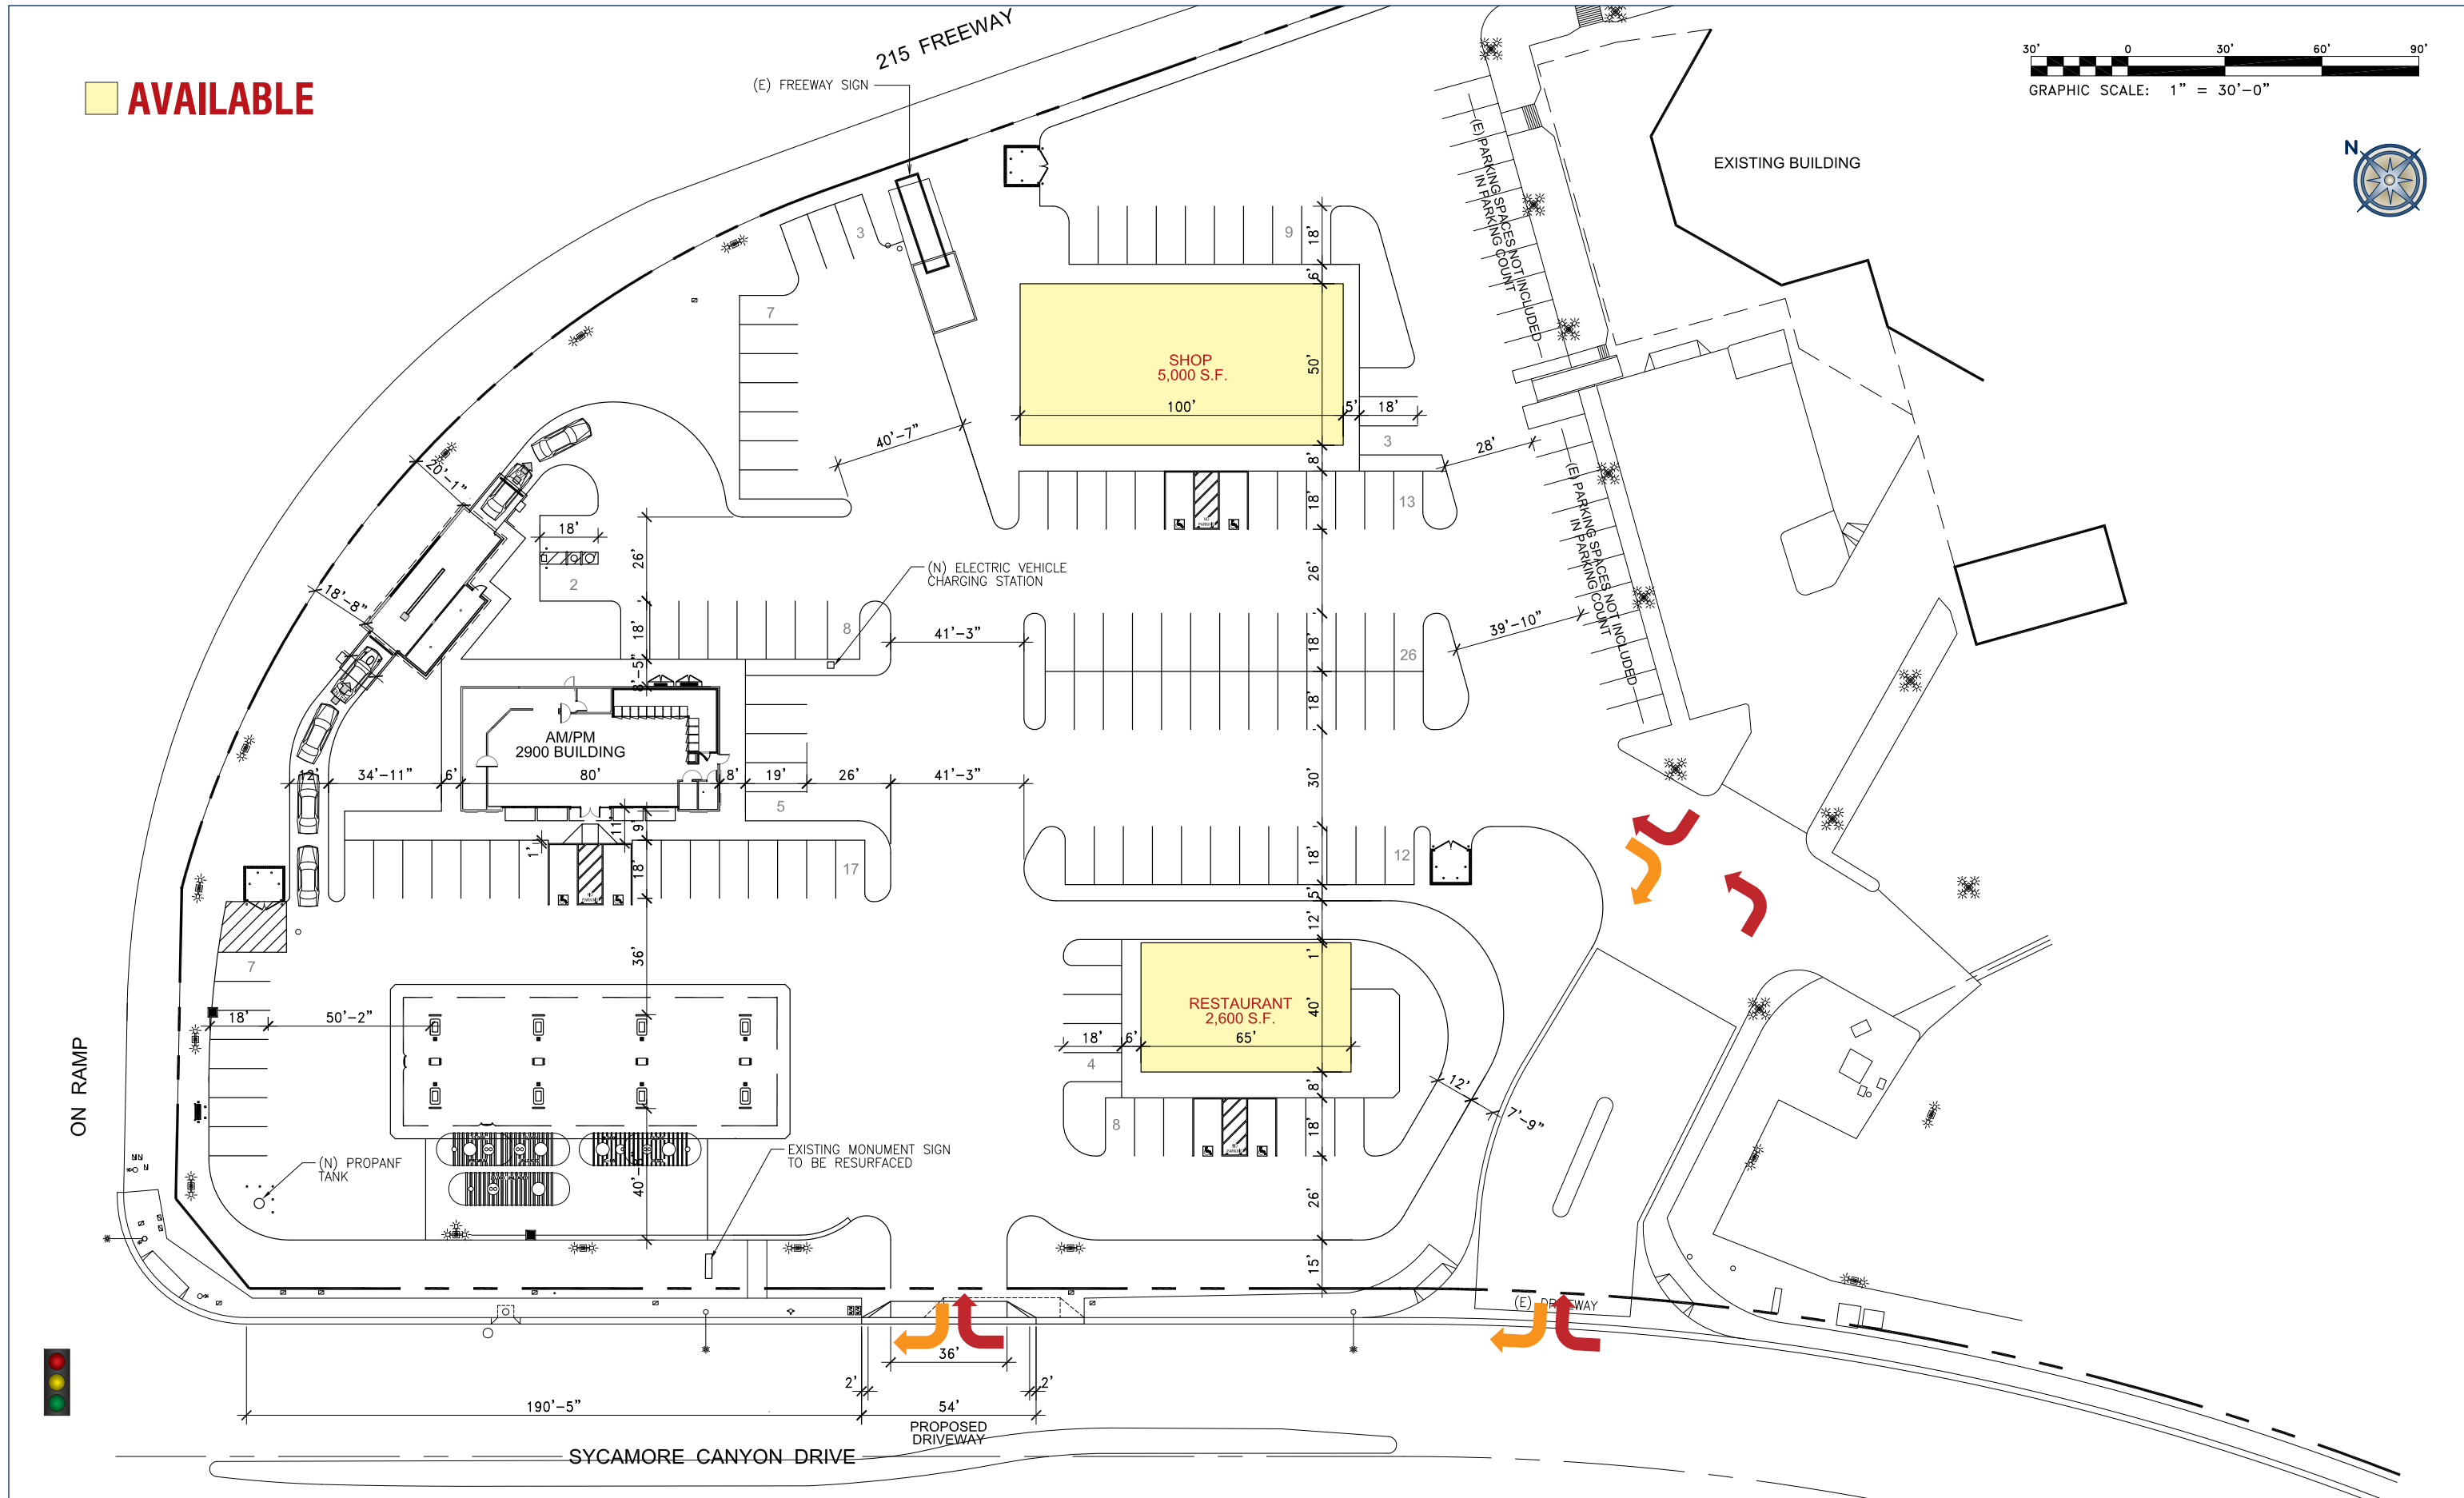 215 FREEWAY
(E) FREEWAY SIGN
AVAILABLE
30' 0 30' 60' 90'
GRAPHIC SCALE: 1" = 30'-0"
N
EXISTING BUILDING
(E) PARKING SPACES NOT INCLUDED
IN PARKING COUNT
3
9
18'
6'
7
SHOP
5,000 S.F.
50'
100'
5'
18'
3
40'-7"
28'
8'
18'
13
20'-1"
18'
26'
2
(N) ELECTRIC VEHICLE
CHARGING STATION
26'
(E) PARKING SPACES NOT INCLUDED
IN PARKING COUNT
18'-8"
18'
8
41'-3"
18'
26
39'-10"
8'-5"
18'
AM/PM
2900 BUILDING
12'
34'-11"
6'
80'
8'
19'
26'
41'-3"
30'
5
11'
9'
1'
18'
17
18'
12
5'
12'
36'
1'
7
RESTAURANT
2,600 S.F.
40'
18'
50'-2"
18'
6'
65'
4
ON RAMP
8'
12'
7'-9"
8
18'
(N) PROPANF
TANK
EXISTING MONUMENT SIGN
TO BE RESURFACED
40'-8"
26'
15'
(E) DRIVEWAY
36'
2'
2'
190'-5"
54'
PROPOSED
DRIVEWAY
SYCAMORE CANYON DRIVE